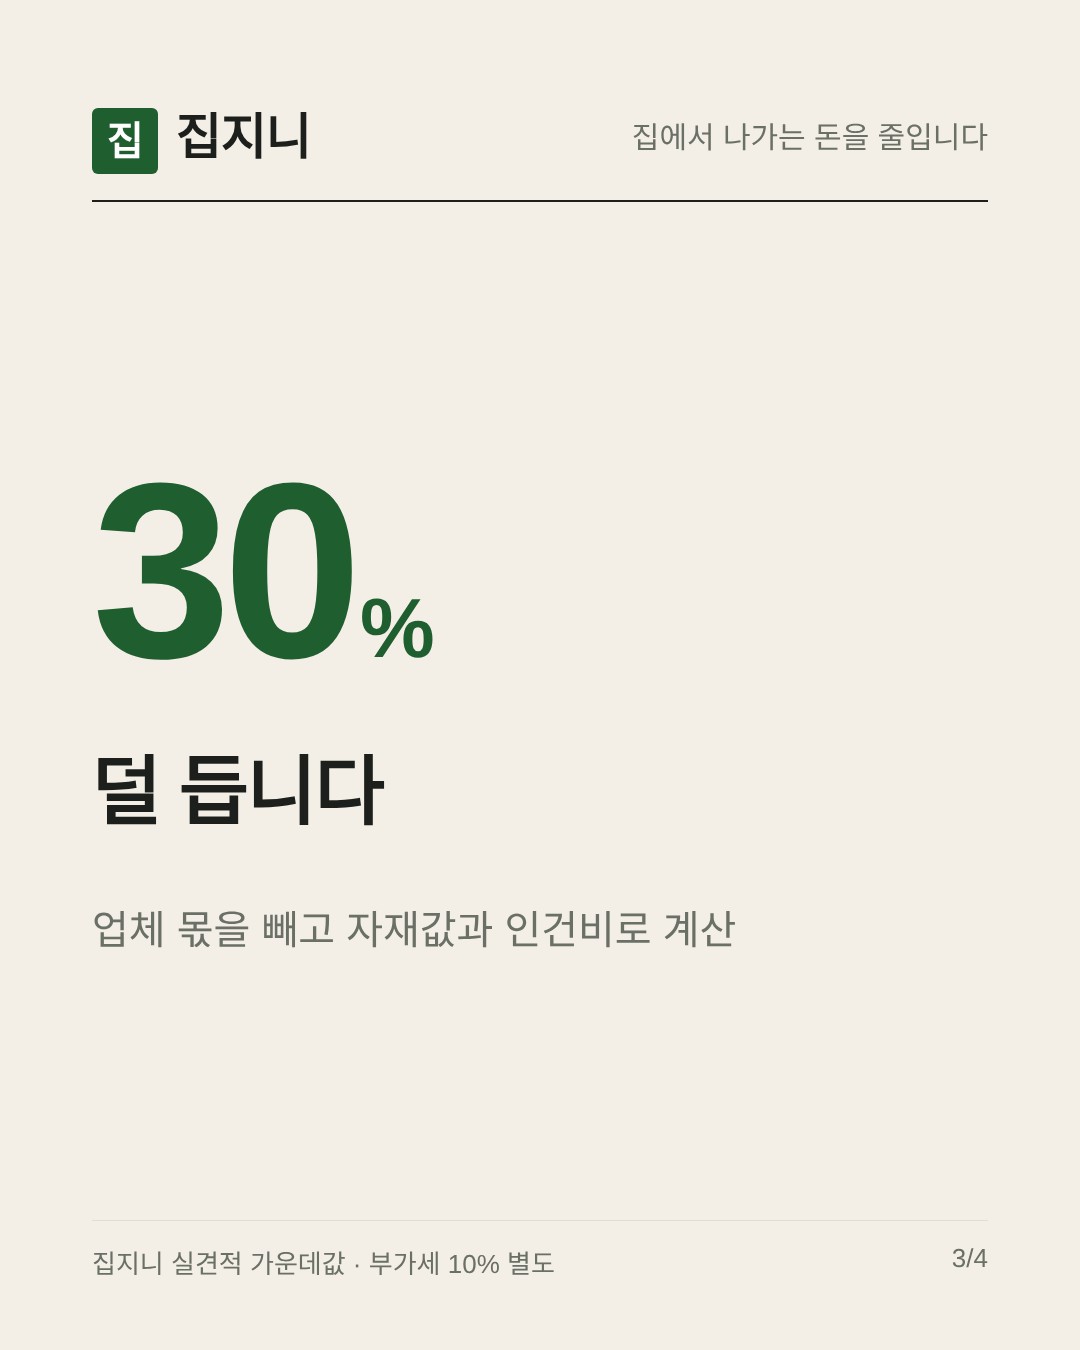 집 집지니
집에서 나가는 돈을 줄입니다
30%
덜 듭니다
업체 몫을 빼고 자재값과 인건비로 계산
집지니 실견적 가운데값 · 부가세 10% 별도
3/4